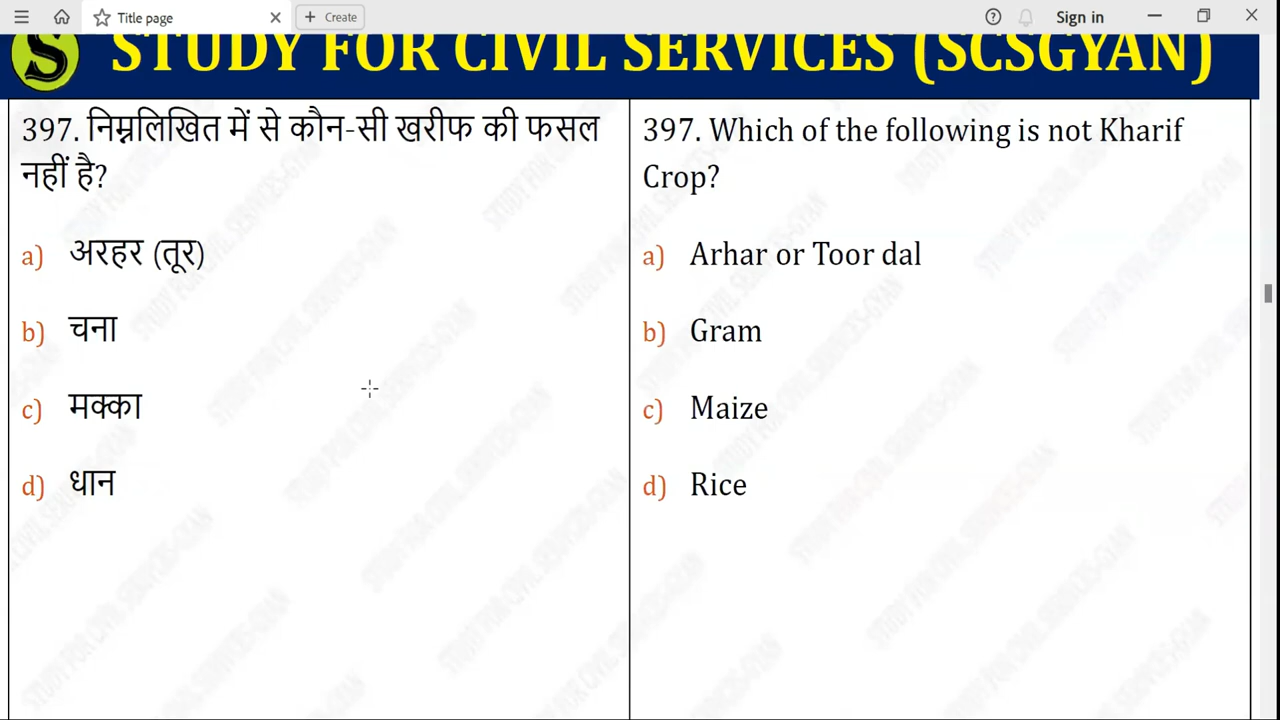 Title page
Create
Sign in
S
STUDY FOR CIVIL SERVICES (SCSGYAN)
397. निम्नलिखित में से कौन-सी खरीफ की फसल
नहीं है?
a) अरहर (तूर)
b) चना
c) मक्का
d) धान
397. Which of the following is not Kharif
Crop?
a) Arhar or Toor dal
b) Gram
c) Maize
d) Rice